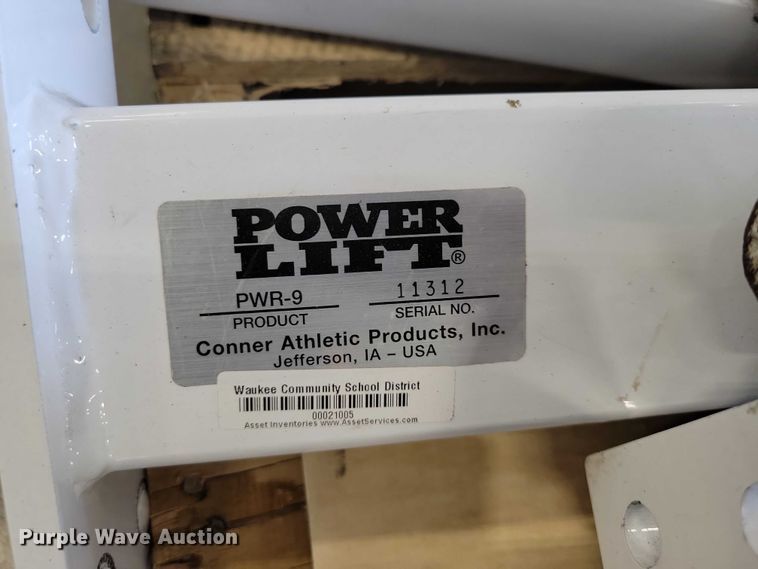 POWER
LIFT®
PWR-9 11312
PRODUCT SERIAL NO.
Conner Athletic Products, Inc.
Jefferson, IA - USA
Waukee Community School District
00021005
Asset Inventories www.AssetServices.com
Purple Wave Auction